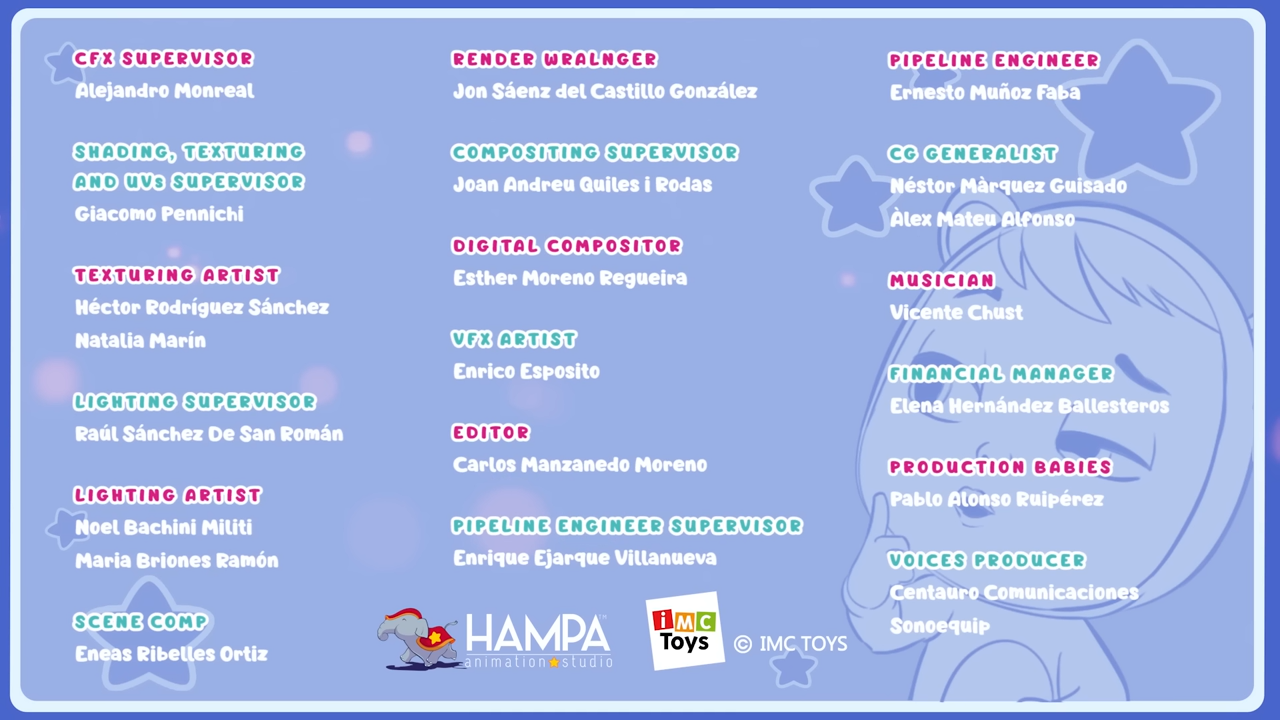 CFX SUPERVISOR
Alejandro Monreal
SHADING, TEXTURING
AND UVs SUPERVISOR
Giacomo Pennichi
TEXTURING ARTIST
Héctor Rodríguez Sánchez
Natalia Marín
LIGHTING SUPERVISOR
Raúl Sánchez De San Román
LIGHTING ARTIST
Noel Bachini Militi
Maria Briones Ramón
SCENE COMP
Eneas Ribelles Ortiz
RENDER WRALNGER
Jon Sáenz del Castillo González
COMPOSITING SUPERVISOR
Joan Andreu Quiles i Rodas
DIGITAL COMPOSITOR
Esther Moreno Regueira
VFX ARTIST
Enrico Esposito
EDITOR
Carlos Manzanedo Moreno
PIPELINE ENGINEER SUPERVISOR
Enrique Ejarque Villanueva
PIPELINE ENGINEER
Ernesto Muñoz Faba
CG GENERALIST
Néstor Màrquez Guisado
Àlex Mateu Alfonso
MUSICIAN
Vicente Chust
FINANCIAL MANAGER
Elena Hernández Ballesteros
PRODUCTION BABIES
Pablo Alonso Ruipérez
VOICES PRODUCER
Centauro Comunicaciones
Sonoequip
HAMPA™
animation studio
iMC
Toys
© IMC TOYS